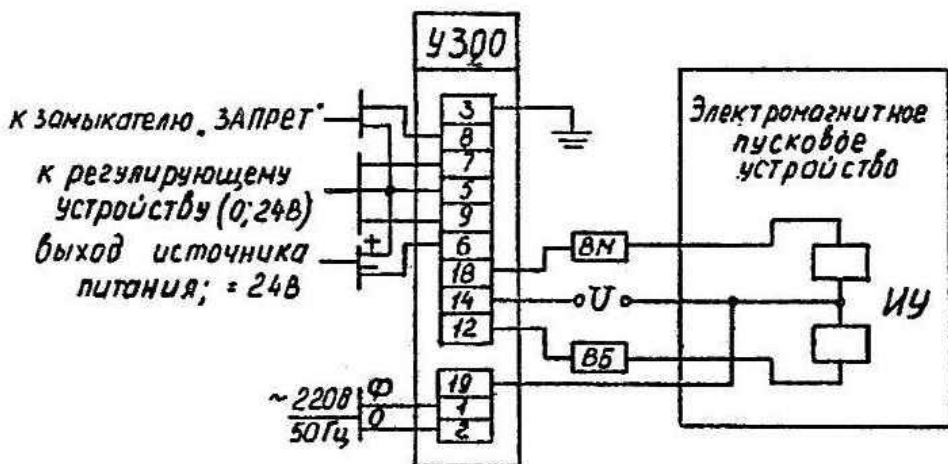 У300
к замыкателю „ЗАПРЕТ"
к регулирующему
устройству (0;24В)
выход источника
питания; = 24В
+
−
~220В
50Гц
Ф
0
3
8
7
5
9
6
18
14
12
19
1
2
ВМ
U
ВБ
Электромагнитное
пусковое
устройство
ИУ